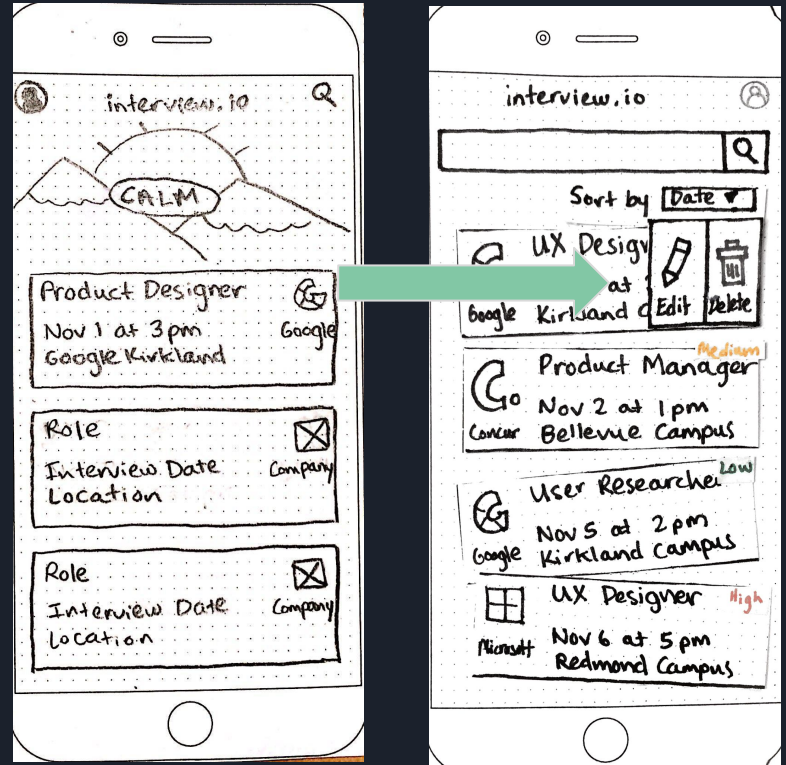 interview.io
CALM
Product Designer
Nov 1 at 3pm
Google
Google Kirkland
Role
Interview Date
Company
Location
Role
Interview Date
Company
Location
interview.io
Sort by Date
UX Desig
at
Google
Kirkland C
Edit Delete
Medium
Product Manager
Nov 2 at 1pm
Concur
Bellevue Campus
Low
User Researcher
Nov 5 at 2pm
Google
Kirkland Campus
UX Designer
High
Nov 6 at 5pm
Microsoft
Redmond Campus